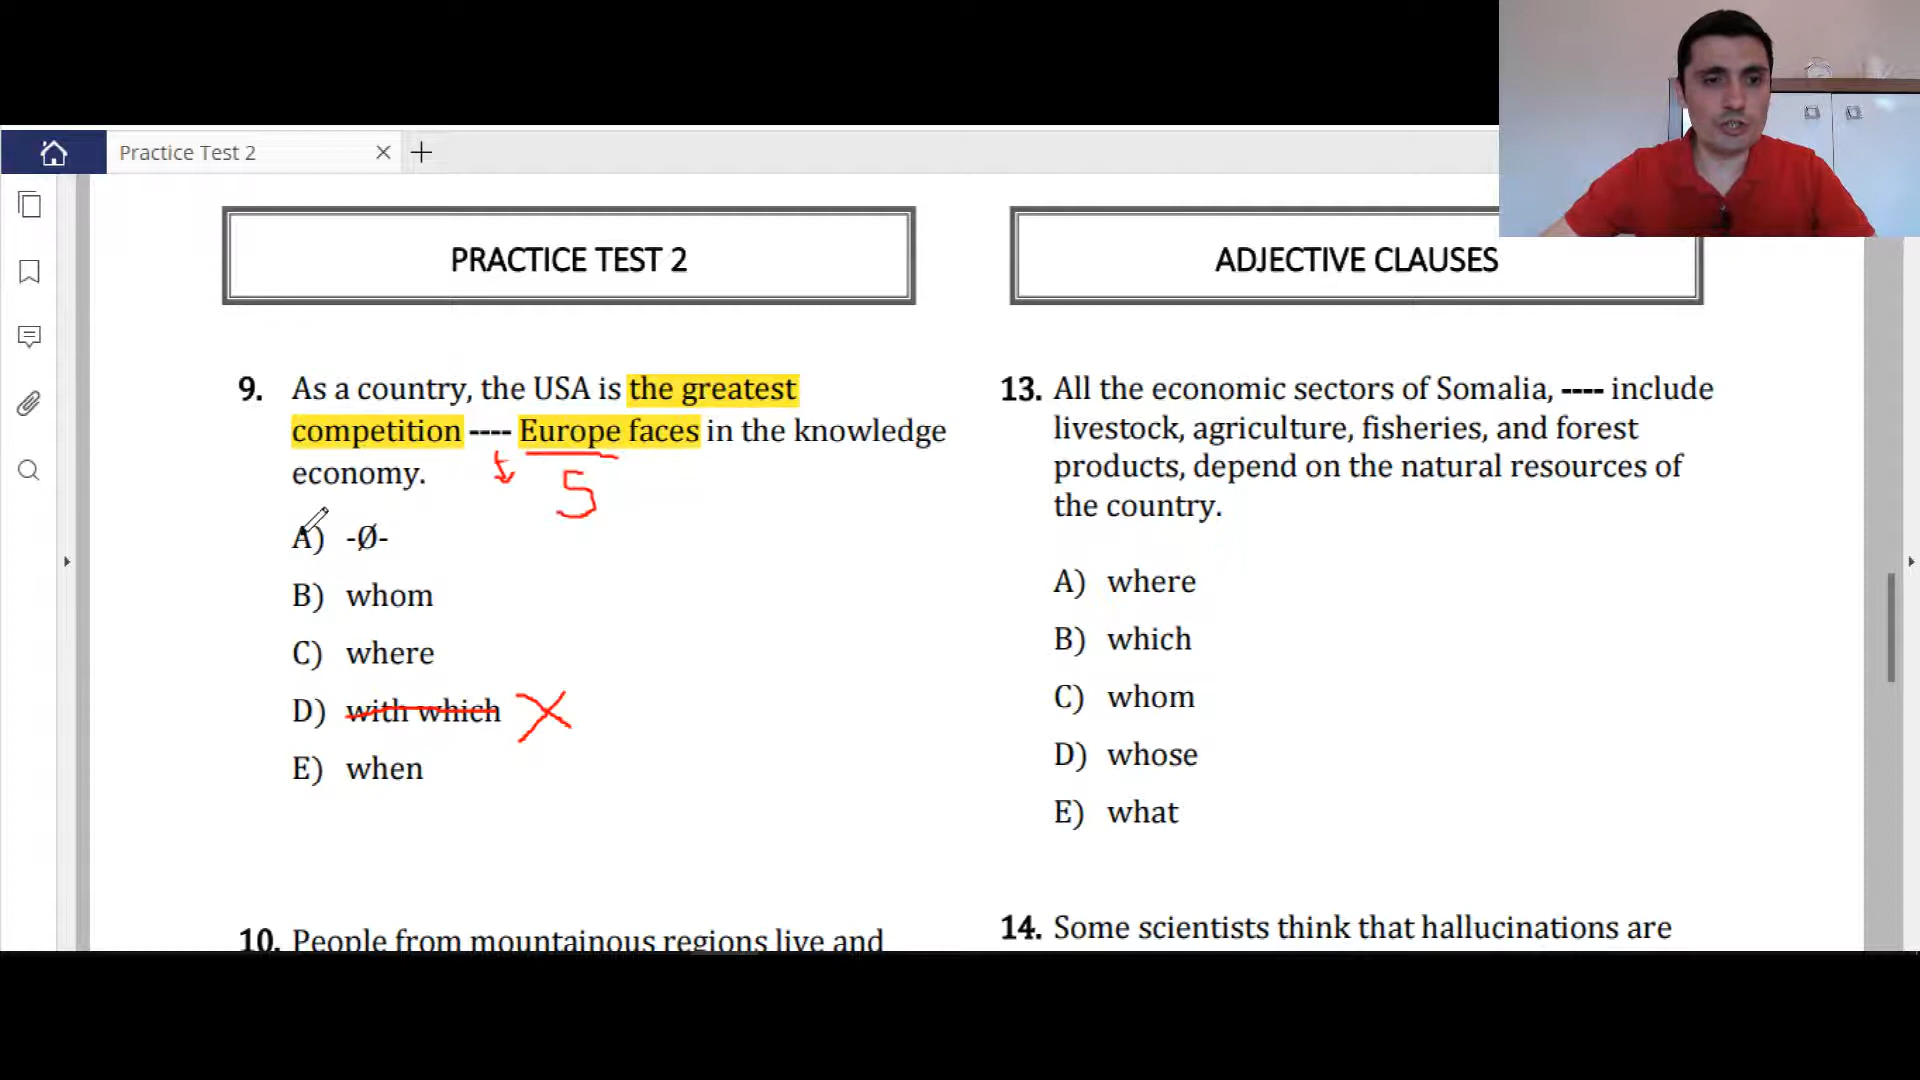 Practice Test 2
PRACTICE TEST 2
9. As a country, the USA is the greatest
competition ---- Europe faces in the knowledge
economy.
5
A) -Ø-
B) whom
C) where
D) with which
E) when
10. People from mountainous regions live and
ADJECTIVE CLAUSES
13. All the economic sectors of Somalia, ---- include
livestock, agriculture, fisheries, and forest
products, depend on the natural resources of
the country.
A) where
B) which
C) whom
D) whose
E) what
14. Some scientists think that hallucinations are